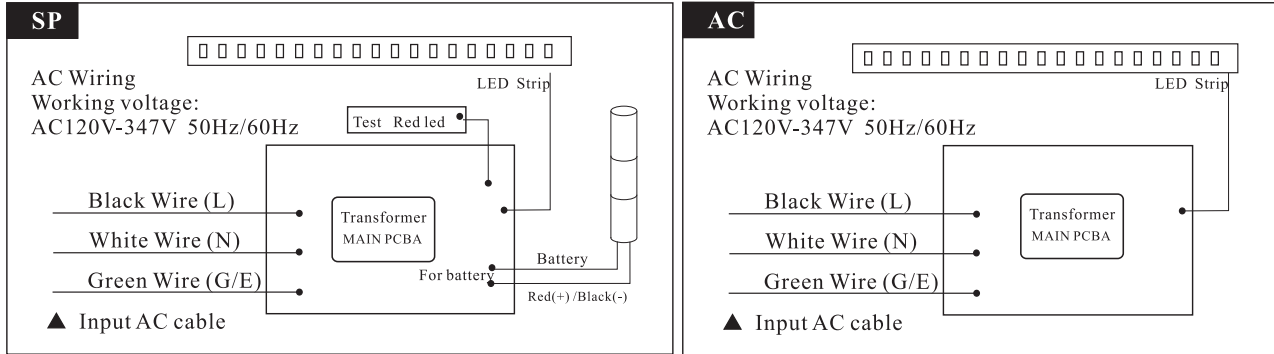 SP
LED Strip
AC Wiring
Working voltage:
AC120V-347V 50Hz/60Hz
Test Red led
Black Wire (L)
White Wire (N)
Green Wire (G/E)
Transformer
MAIN PCBA
For battery
Battery
Red(+) /Black(-)
▲ Input AC cable
AC
LED Strip
AC Wiring
Working voltage:
AC120V-347V 50Hz/60Hz
Black Wire (L)
White Wire (N)
Green Wire (G/E)
Transformer
MAIN PCBA
▲ Input AC cable